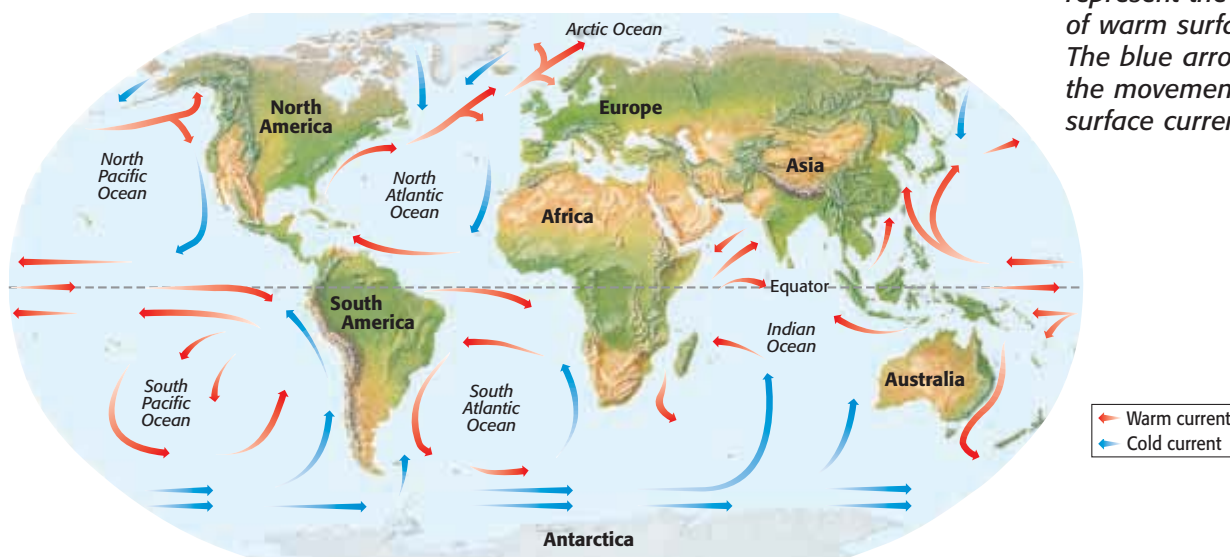 represent the
of warm surfa
The blue arro
the movemen
surface curren
Arctic Ocean
North
America
Europe
Asia
North
Pacific
Ocean
North
Atlantic
Ocean
Africa
Equator
South
America
Indian
Ocean
South
Pacific
Ocean
South
Atlantic
Ocean
Australia
Warm current
Cold current
Antarctica